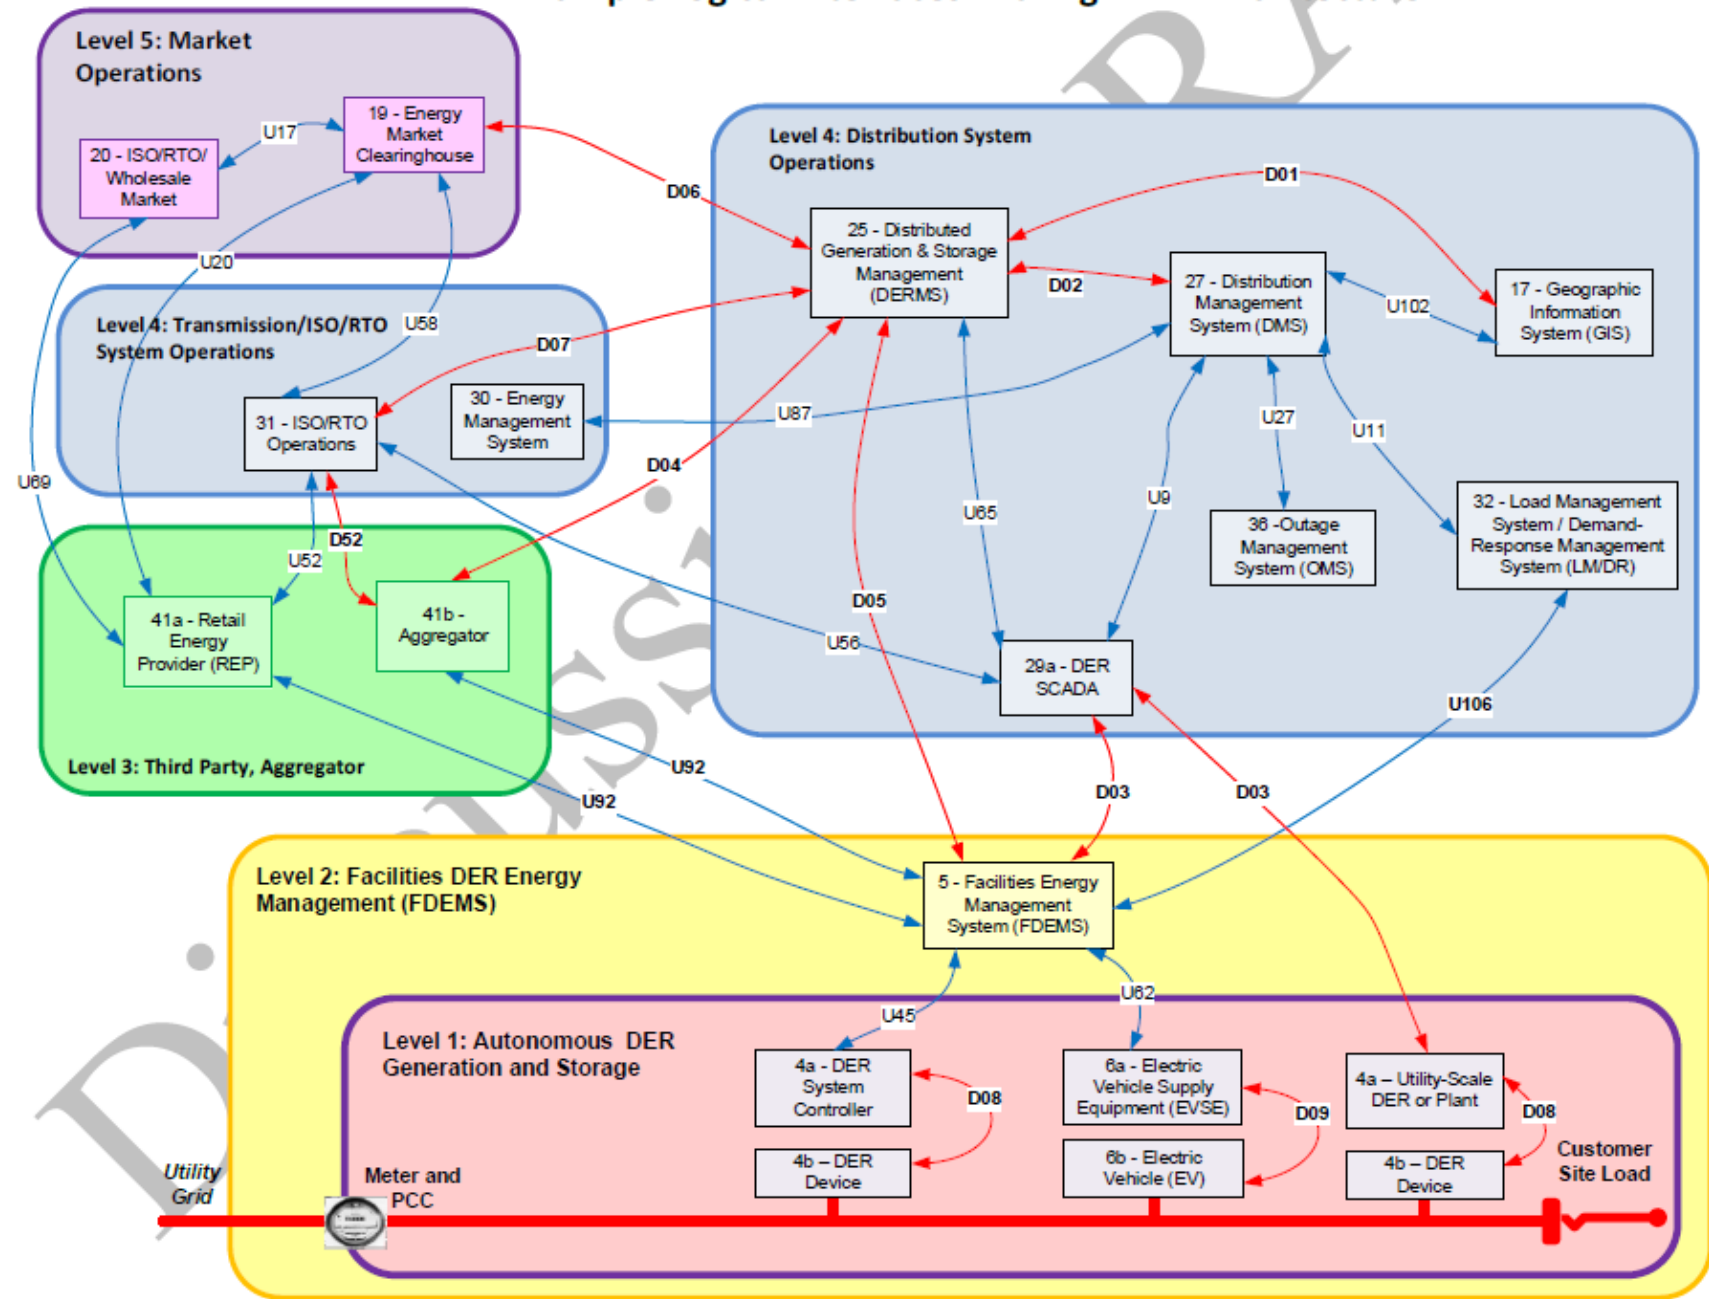 Level 5: Market
Operations
19 - Energy
Market
Clearinghouse
U17
20 - ISO/RTO/
Wholesale
Market
D06
U20
Level 4: Distribution System
Operations
D01
25 - Distributed
Generation & Storage
Management
(DERMS)
D02
27 - Distribution
Management
System (DMS)
U102
17 - Geographic
Information
System (GIS)
Level 4: Transmission/ISO/RTO
System Operations
U58
D07
31 - ISO/RTO
Operations
30 - Energy
Management
System
U87
U27
U11
D04
U69
U65
U9
36 -Outage
Management
System (OMS)
32 - Load Management
System / Demand-
Response Management
System (LM/DR)
D52
U52
41a - Retail
Energy
Provider (REP)
41b -
Aggregator
D05
U56
29a - DER
SCADA
U106
Level 3: Third Party, Aggregator
U92
U92
D03
D03
Level 2: Facilities DER Energy
Management (FDEMS)
5 - Facilities Energy
Management
System (FDEMS)
U45
U62
Level 1: Autonomous DER
Generation and Storage
4a - DER
System
Controller
D08
4b – DER
Device
6a - Electric
Vehicle Supply
Equipment (EVSE)
D09
6b - Electric
Vehicle (EV)
4a – Utility-Scale
DER or Plant
D08
4b – DER
Device
Customer
Site Load
Utility
Grid
Meter and
PCC